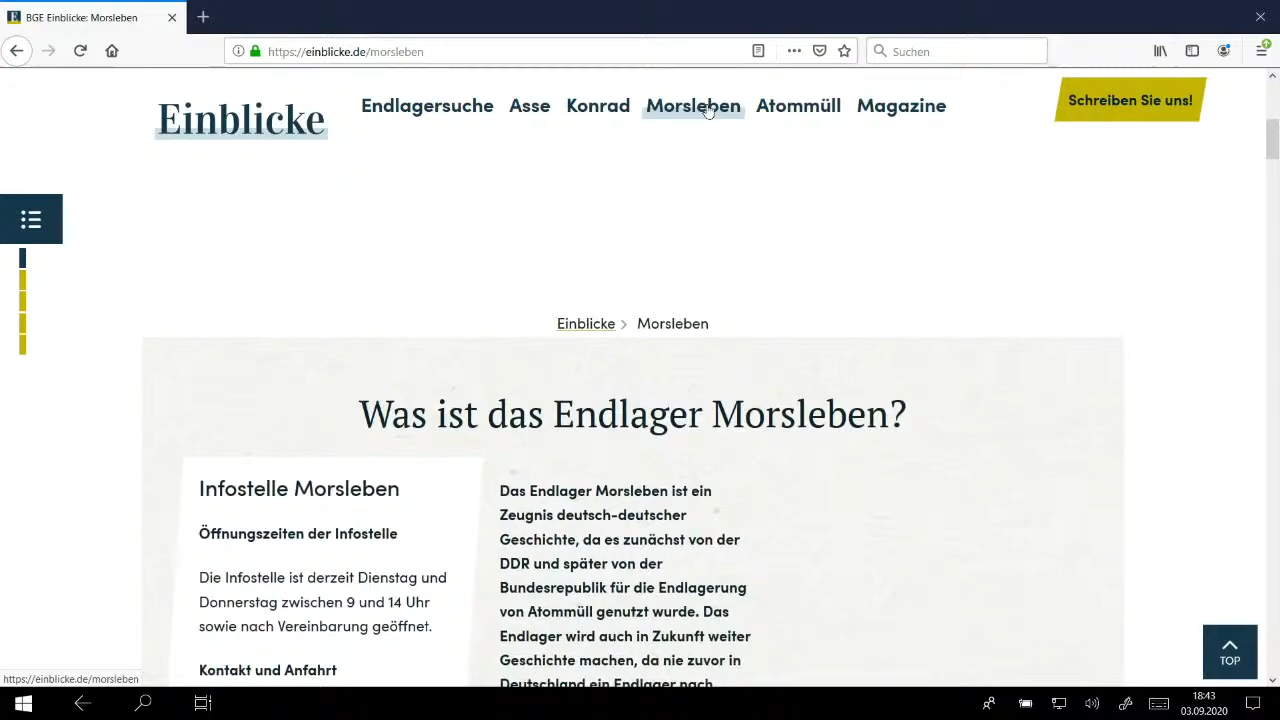 BGE Einblicke: Morsleben
https://einblicke.de/morsleben
Suchen
Einblicke
Endlagersuche Asse Konrad Morsleben Atommüll Magazine
Schreiben Sie uns!
Einblicke > Morsleben
Was ist das Endlager Morsleben?
Infostelle Morsleben
Öffnungszeiten der Infostelle
Die Infostelle ist derzeit Dienstag und
Donnerstag zwischen 9 und 14 Uhr
sowie nach Vereinbarung geöffnet.
Kontakt und Anfahrt
Das Endlager Morsleben ist ein
Zeugnis deutsch-deutscher
Geschichte, da es zunächst von der
DDR und später von der
Bundesrepublik für die Endlagerung
von Atommüll genutzt wurde. Das
Endlager wird auch in Zukunft weiter
Geschichte machen, da nie zuvor in
Deutschland ein Endlager nach
TOP
https://einblicke.de/morsleben
18:43
03.09.2020